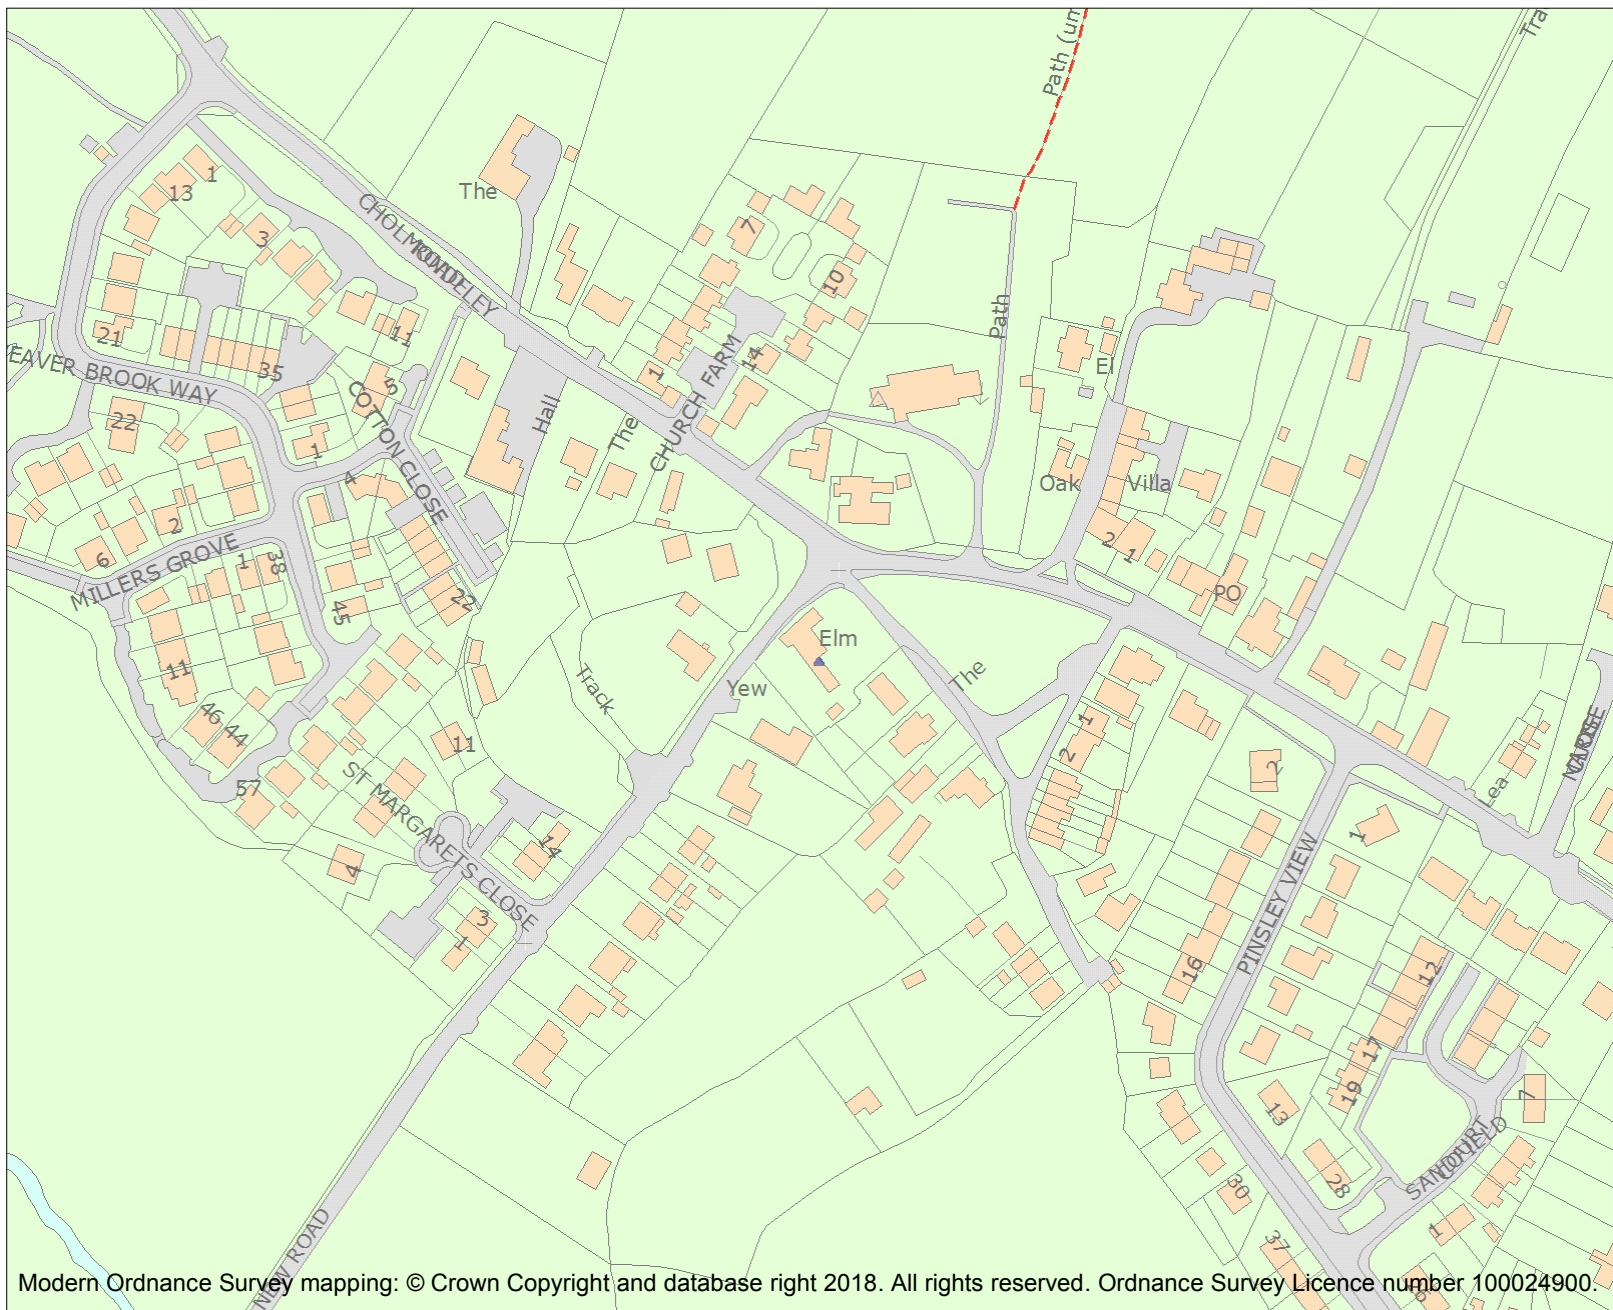 Path (um
Tra
1
The
13
CHOLMONDELEY
ROAD
3
7
10
21
11
Path
WEAVER BROOK WAY
35
5
1
14
El
22
COTTON CLOSE
Hall
The
CHURCH FARM
1
4
Oak
Villa
2
6
MILLERS GROVE
1
38
2
1
22
45
PO
11
Elm
Track
Yew
The
46
44
11
1
2
57
ST MARGARETS CLOSE
14
4
3
1
2
Lea
CLOSE
1
PINSLEY VIEW
16
12
17
19
13
7
28
SANDFIELD
COURT
30
1
37
NEW ROAD
Modern Ordnance Survey mapping: © Crown Copyright and database right 2018. All rights reserved. Ordnance Survey Licence number 100024900.